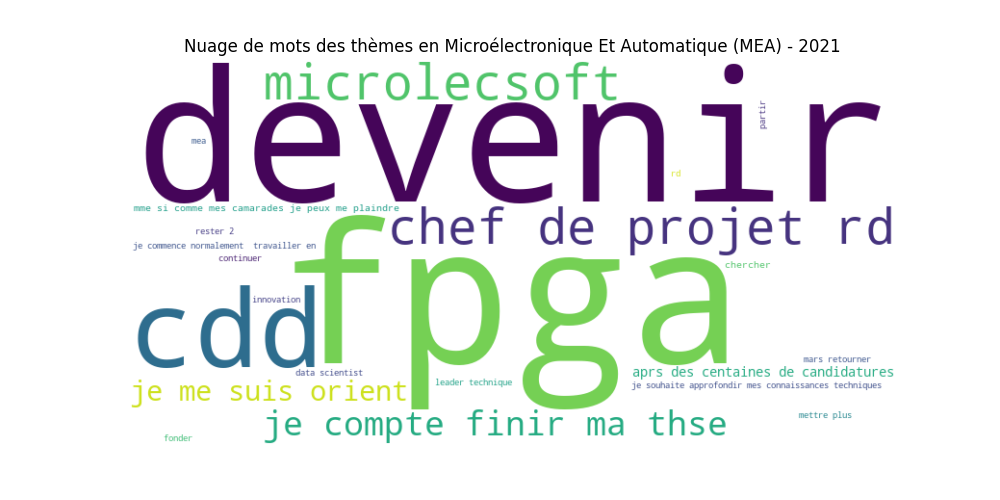 Nuage de mots des thèmes en Microélectronique Et Automatique (MEA) - 2021
microlecsoft
devenir
partir
mea
rd
mme si comme mes camarades je peux me plaindre
chef de projet rd
rester 2
je commence normalement travailler en
continuer
fpga
chercher
cdd
innovation
mars retourner
data scientist
aprs des centaines de candidatures
leader technique
je souhaite approfondir mes connaissances techniques
je me suis orient
mettre plus
je compte finir ma thse
fonder